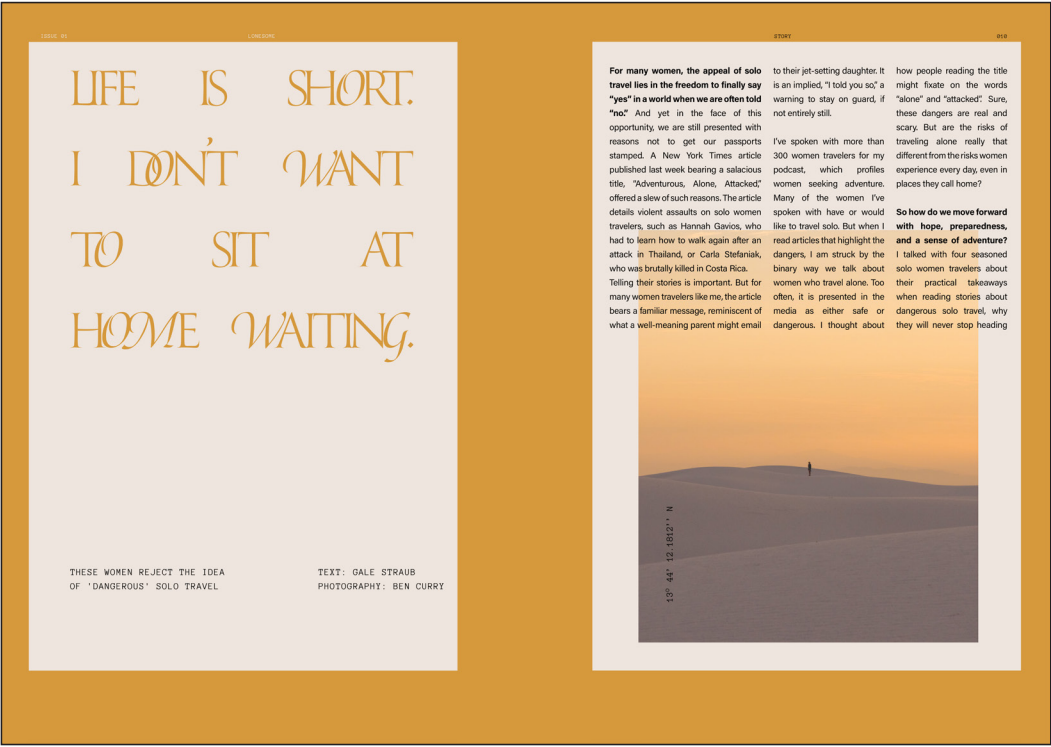 ISSUE 01
LONESOME
LIFE IS SHORT.
I DON'T WANT
TO SIT AT
HOME WAITING.
THESE WOMEN REJECT THE IDEA
OF 'DANGEROUS' SOLO TRAVEL
TEXT: GALE STRAUB
PHOTOGRAPHY: BEN CURRY
STORY
019
For many women, the appeal of solo
travel lies in the freedom to finally say
"yes" in a world when we are often told
"no." And yet in the face of this
opportunity, we are still presented with
reasons not to get our passports
stamped. A New York Times article
published last week bearing a salacious
title, "Adventurous, Alone, Attacked,"
offered a slew of such reasons. The article
details violent assaults on solo women
travelers, such as Hannah Gavios, who
had to learn how to walk again after an
attack in Thailand, or Carla Stefaniak,
who was brutally killed in Costa Rica.
Telling their stories is important. But for
many women travelers like me, the article
bears a familiar message, reminiscent of
what a well-meaning parent might email
to their jet-setting daughter. It
is an implied, "I told you so," a
warning to stay on guard, if
not entirely still.
I've spoken with more than
300 women travelers for my
podcast, which profiles
women seeking adventure.
Many of the women I've
spoken with have or would
like to travel solo. But when I
read articles that highlight the
dangers, I am struck by the
binary way we talk about
women who travel alone. Too
often, it is presented in the
media as either safe or
dangerous. I thought about
how people reading the title
might fixate on the words
"alone" and "attacked". Sure,
these dangers are real and
scary. But are the risks of
traveling alone really that
different from the risks women
experience every day, even in
places they call home?
So how do we move forward
with hope, preparedness,
and a sense of adventure?
I talked with four seasoned
solo women travelers about
their practical takeaways
when reading stories about
dangerous solo travel, why
they will never stop heading
13° 44' 12.1812'' N